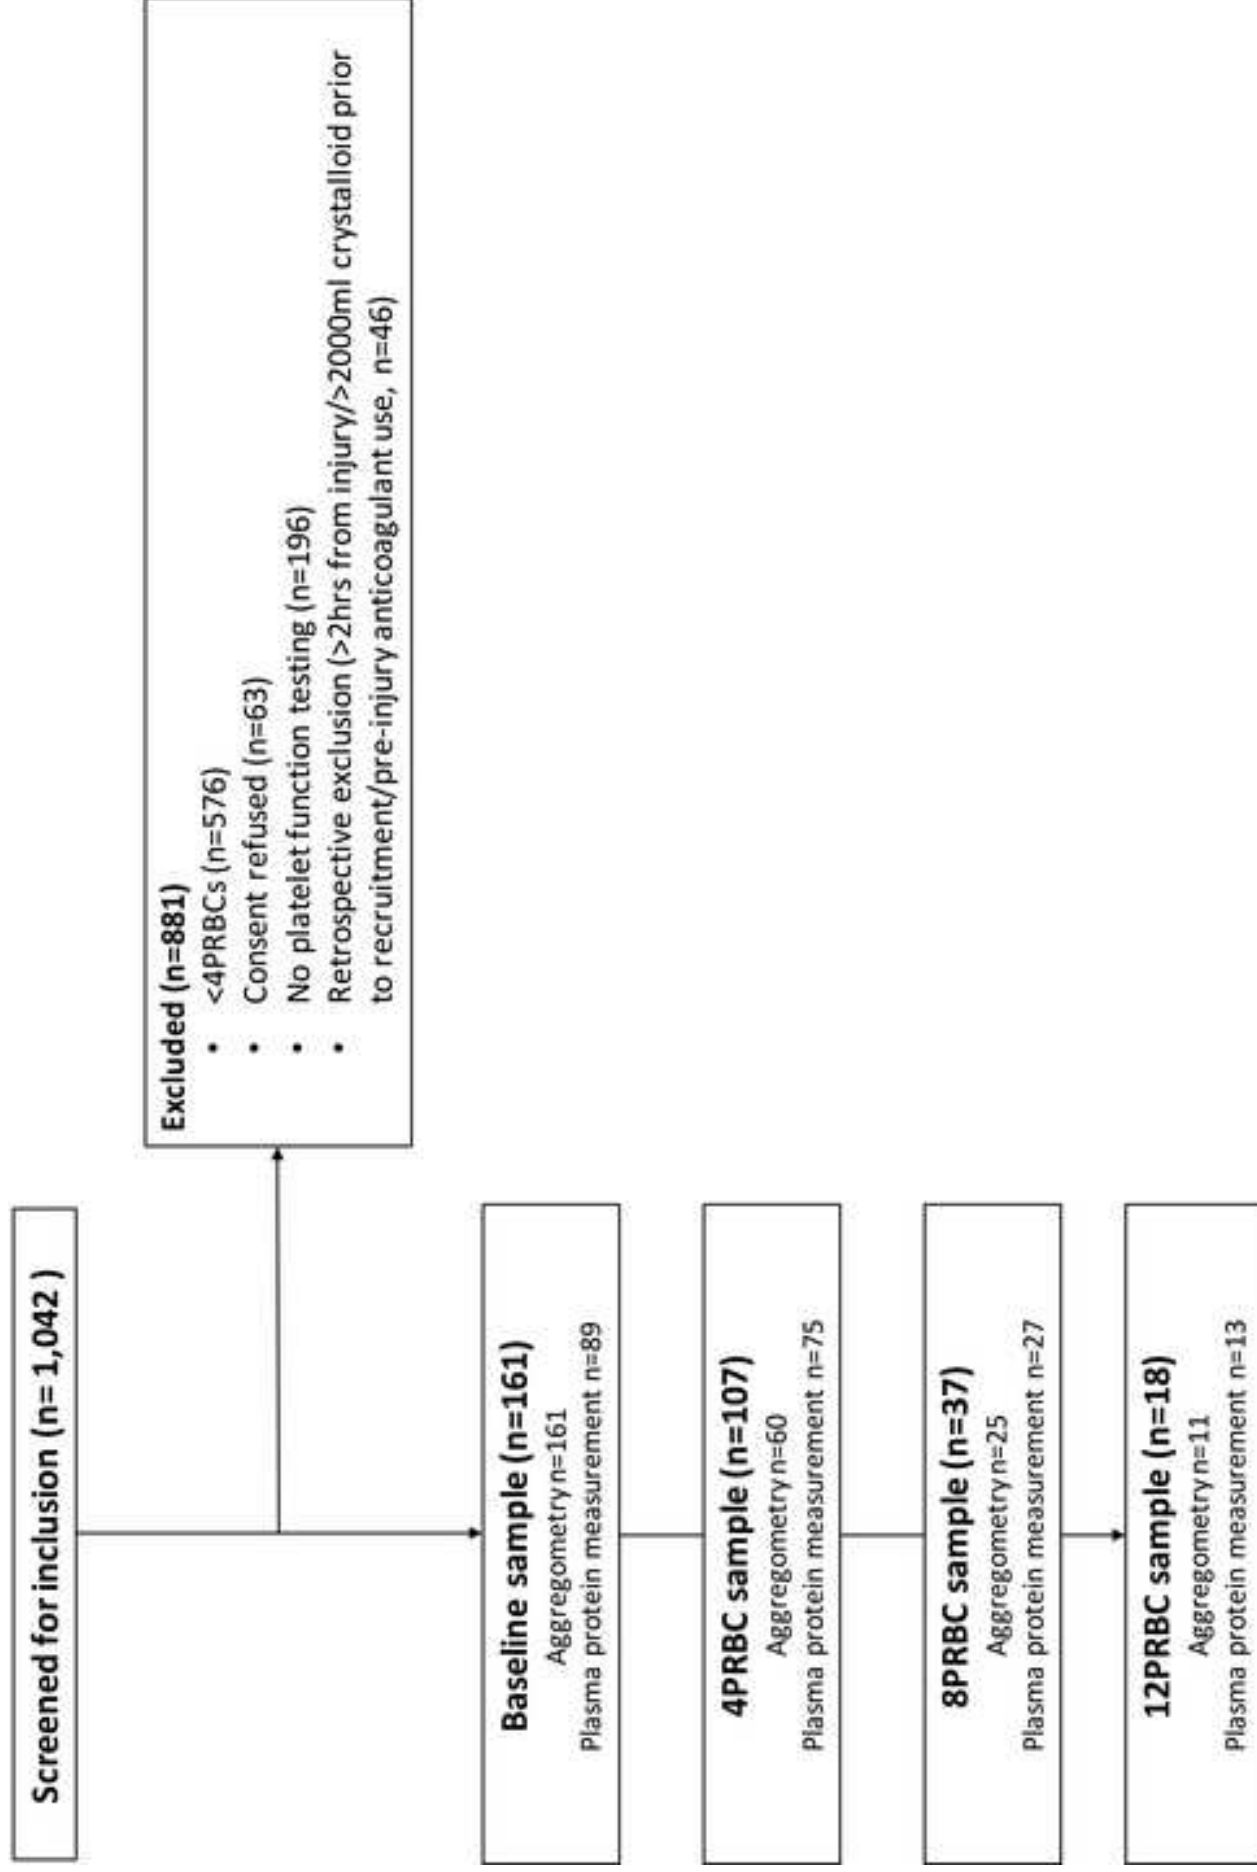 Screened for inclusion (n= 1,042 )
Excluded (n=881)
• <4PRBCs (n=576)
• Consent refused (n=63)
• No platelet function testing (n=196)
• Retrospective exclusion (>2hrs from injury/>2000ml crystalloid prior
to recruitment/pre-injury anticoagulant use, n=46)
Baseline sample (n=161)
Aggregometry n=161
Plasma protein measurement n=89
4PRBC sample (n=107)
Aggregometry n=60
Plasma protein measurement n=75
8PRBC sample (n=37)
Aggregometry n=25
Plasma protein measurement n=27
12PRBC sample (n=18)
Aggregometry n=11
Plasma protein measurement n=13